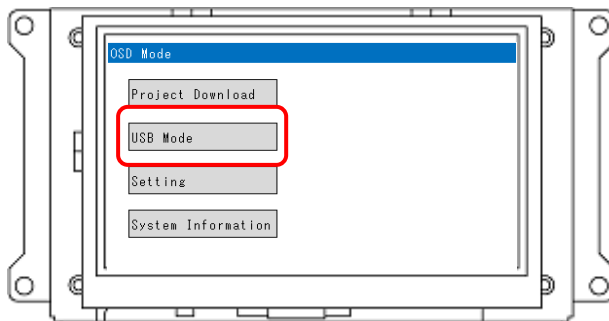 OSD Mode
Project Download
USB Mode
Setting
System Information